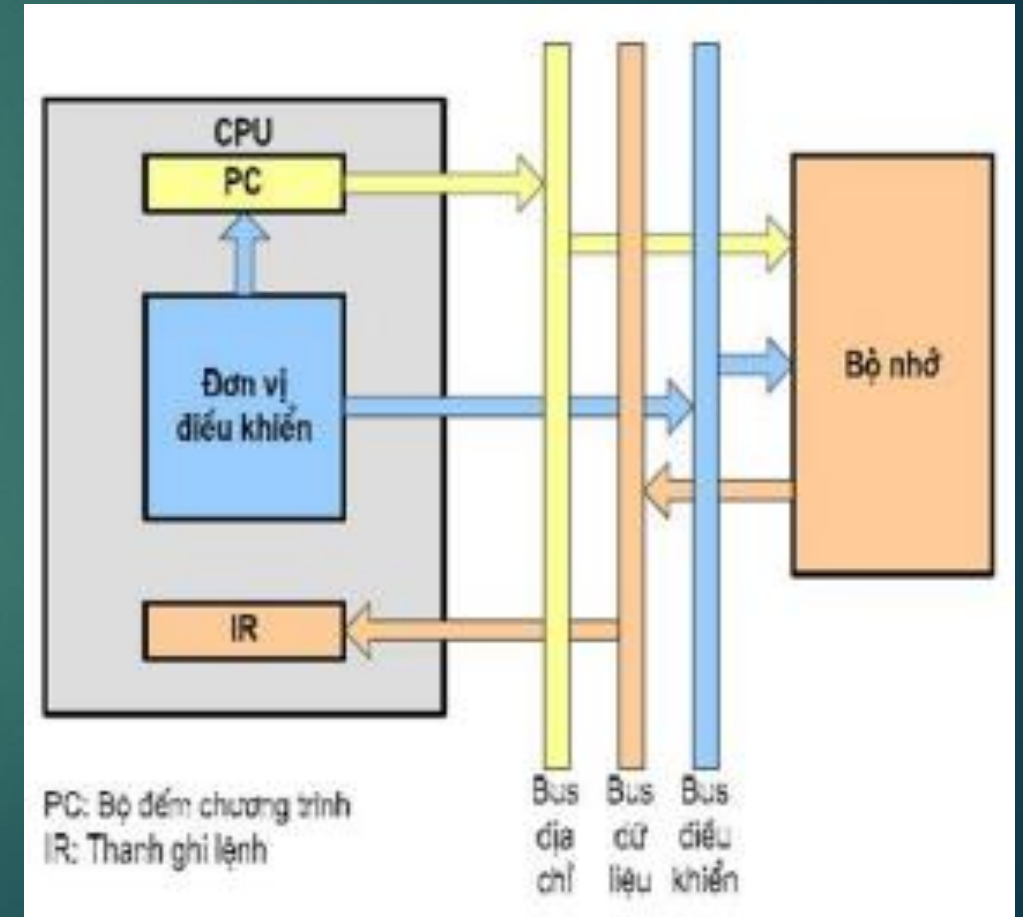 CPU
PC
Đơn vị
điều khiển
IR
Bộ nhớ
PC: Bộ đếm chương trình
IR: Thanh ghi lệnh
Bus
địa
chỉ
Bus
dữ
liệu
Bus
điều
khiển